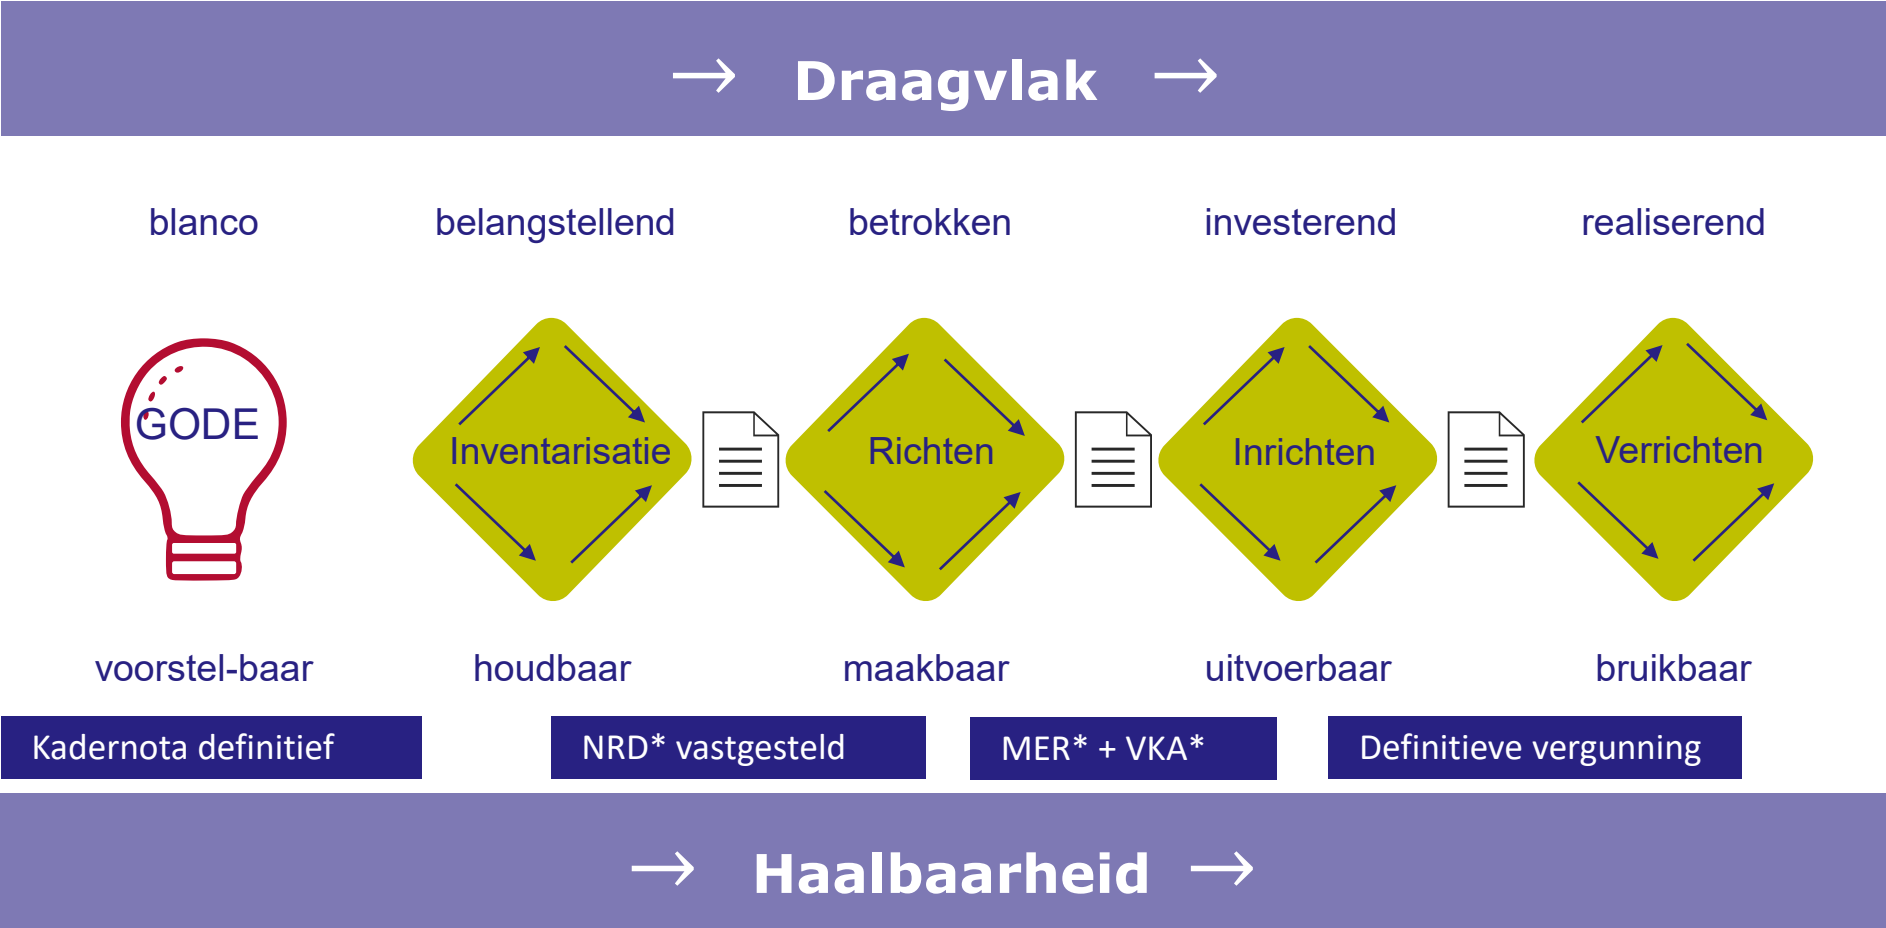 → Draagvlak →
blanco belangstellend betrokken investerend realiserend
GODE
Inventarisatie Richten Inrichten Verrichten
voorstel-baar houdbaar maakbaar uitvoerbaar bruikbaar
Kadernota definitief NRD* vastgesteld MER* + VKA* Definitieve vergunning
→ Haalbaarheid →